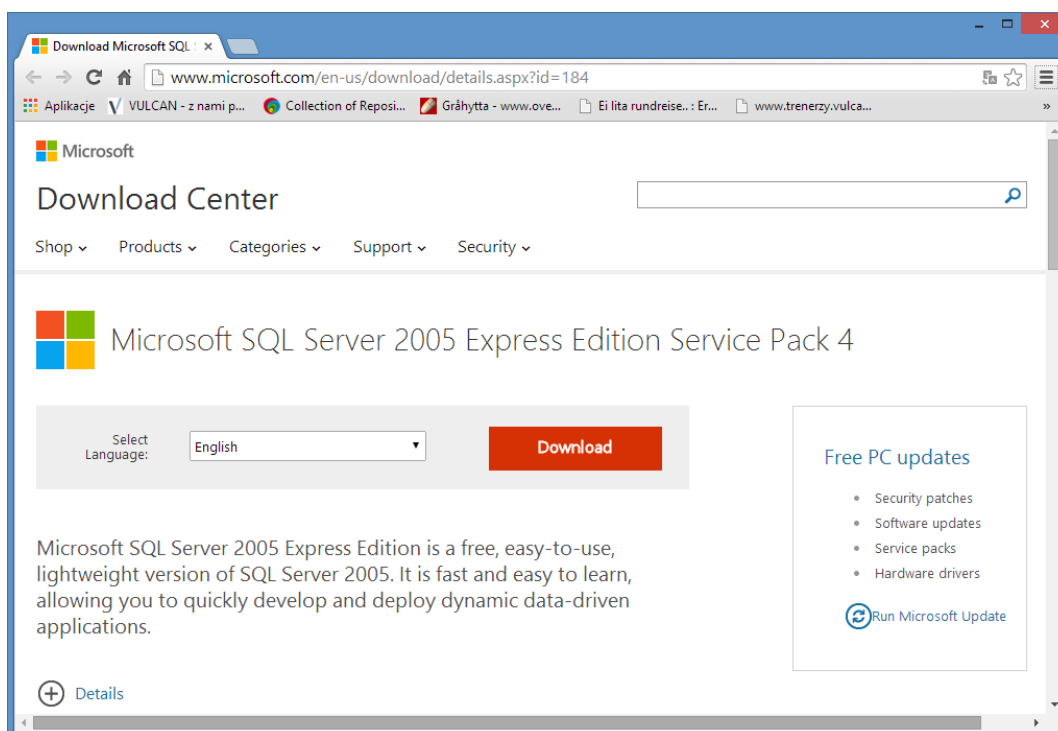 Download Microsoft SQL S
www.microsoft.com/en-us/download/details.aspx?id=184
Aplikacje VULCAN - z nami p... Collection of Reposi... Gråhytta - www.ove... Ei lita rundreise.. : Er... www.trenerzy.vulca... »
Microsoft
Download Center
Shop Products Categories Support Security
Microsoft SQL Server 2005 Express Edition Service Pack 4
Select
Language:
English
Download
Microsoft SQL Server 2005 Express Edition is a free, easy-to-use,
lightweight version of SQL Server 2005. It is fast and easy to learn,
allowing you to quickly develop and deploy dynamic data-driven
applications.
Details
Free PC updates
Security patches
Software updates
Service packs
Hardware drivers
Run Microsoft Update